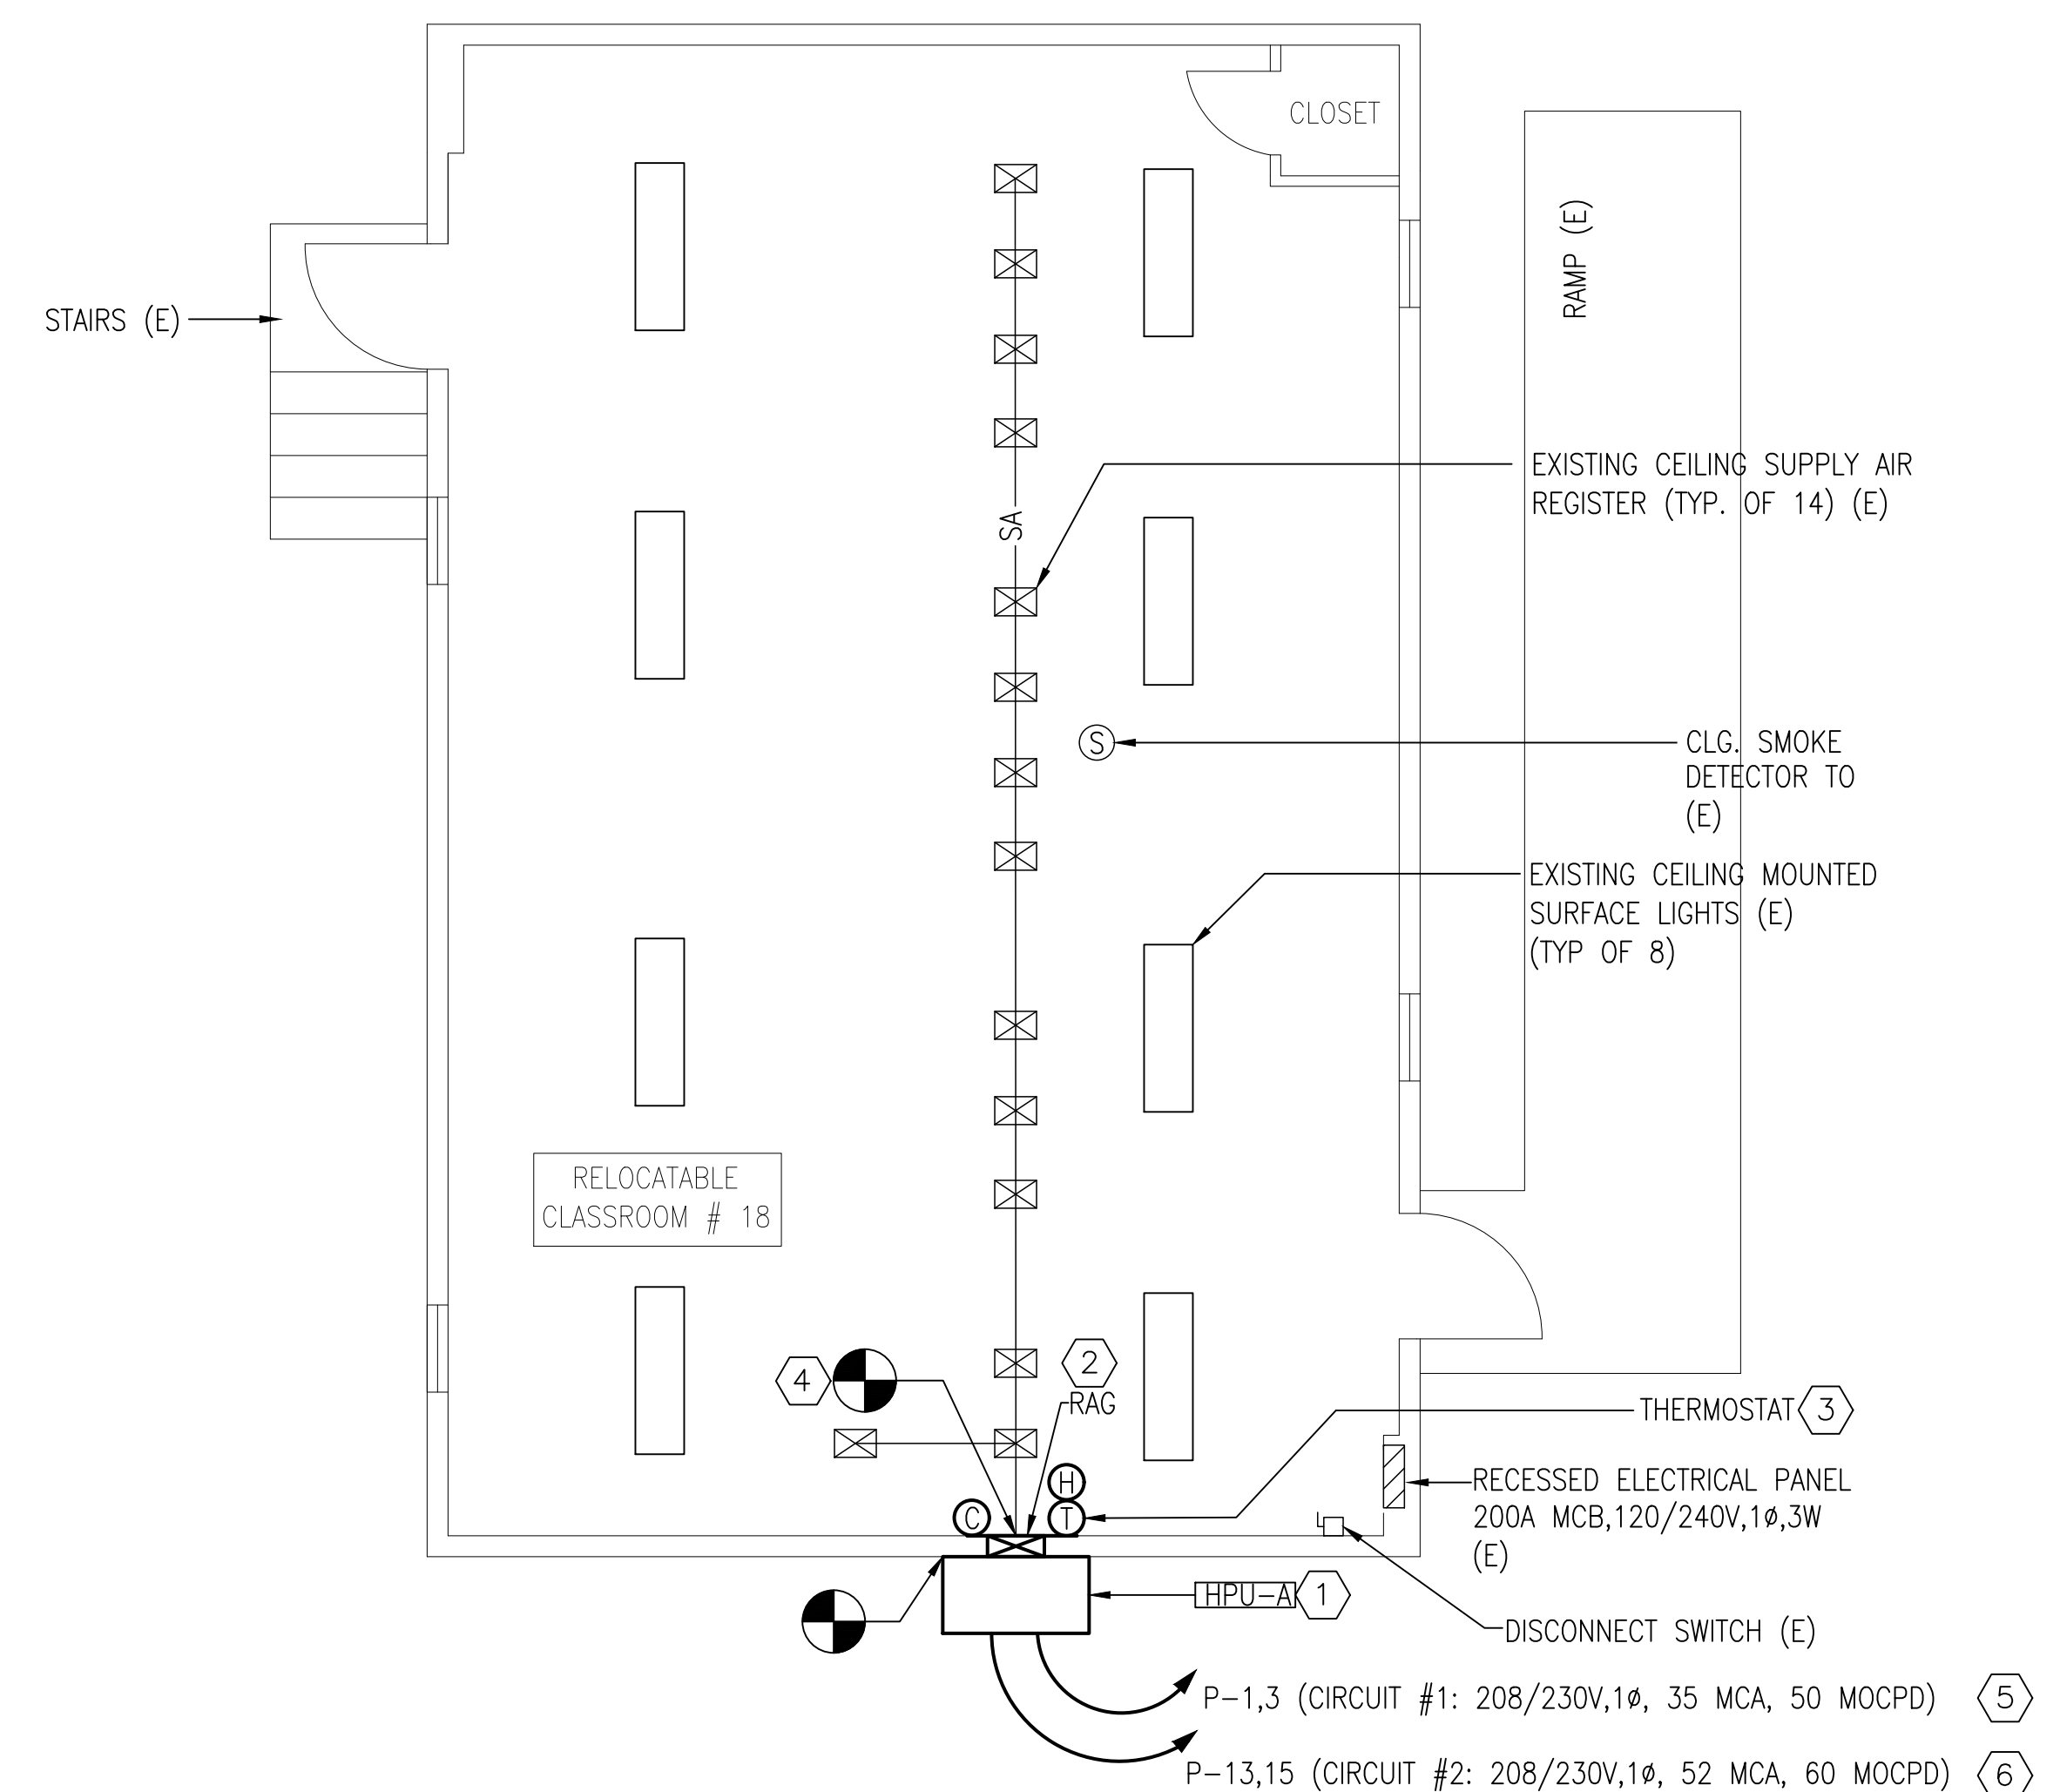 CLOSET
RAMP (E)
STAIRS (E)
EXISTING CEILING SUPPLY AIR
REGISTER (TYP. OF 14) (E)
SA
S
CLG. SMOKE
DETECTOR TO
(E)
EXISTING CEILING MOUNTED
SURFACE LIGHTS (E)
(TYP OF 8)
RELOCATABLE
CLASSROOM # 18
4
2
RAG
THERMOSTAT 3
H
C
T
RECESSED ELECTRICAL PANEL
200A MCB,120/240V,1ø,3W
(E)
HPU-A 1
DISCONNECT SWITCH (E)
P-1,3 (CIRCUIT #1: 208/230V,1ø, 35 MCA, 50 MOCPD) 5
P-13,15 (CIRCUIT #2: 208/230V,1ø, 52 MCA, 60 MOCPD) 6